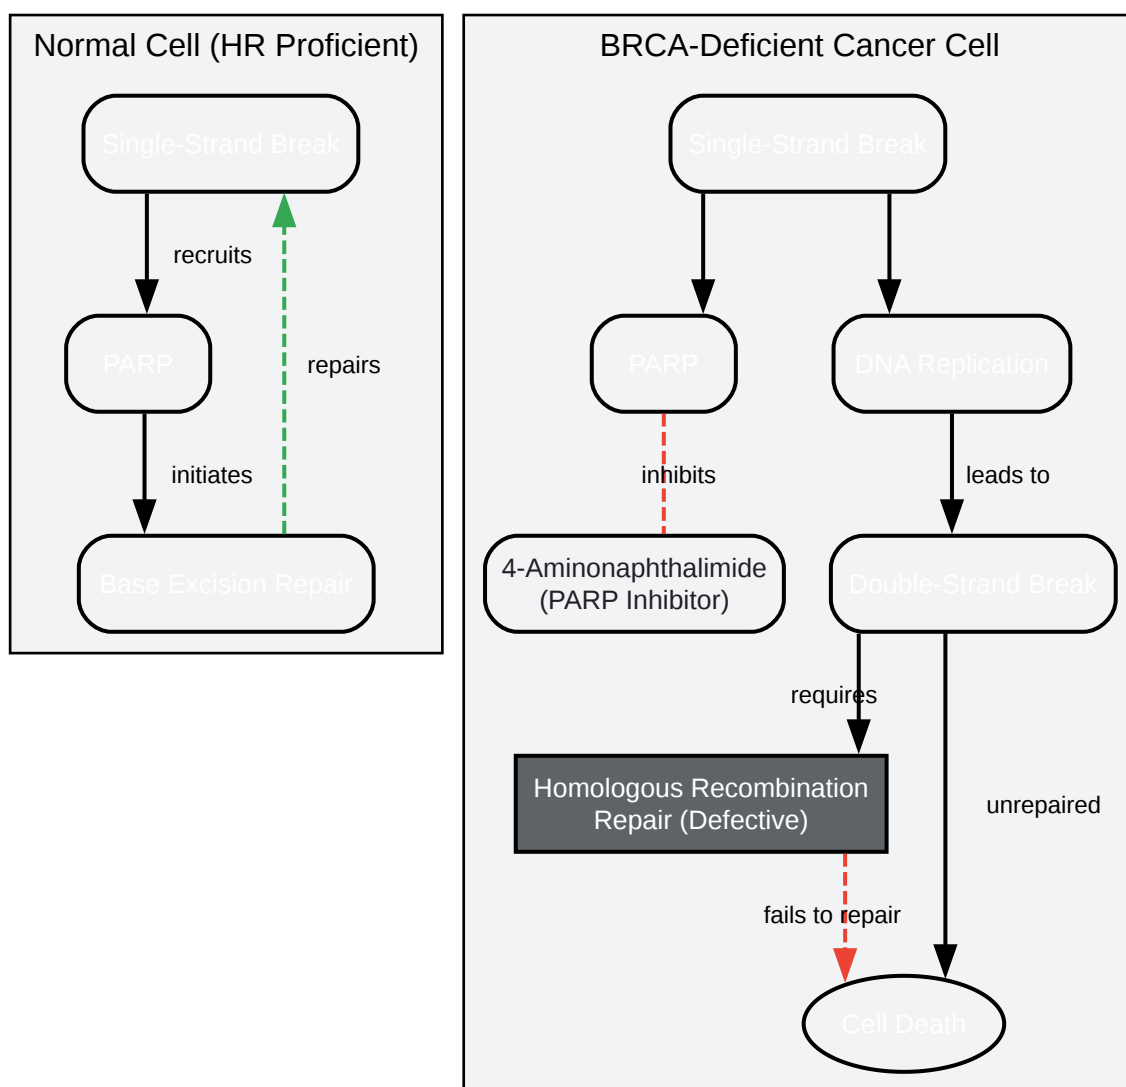 Normal Cell (HR Proficient)
Single-Strand Break
recruits
PARP
repairs
initiates
Base Excision Repair
BRCA-Deficient Cancer Cell
Single-Strand Break
PARP
DNA Replication
inhibits
leads to
4-Aminonaphthalimide
(PARP Inhibitor)
Double-Strand Break
requires
Homologous Recombination
Repair (Defective)
unrepaired
fails to repair
Cell Death